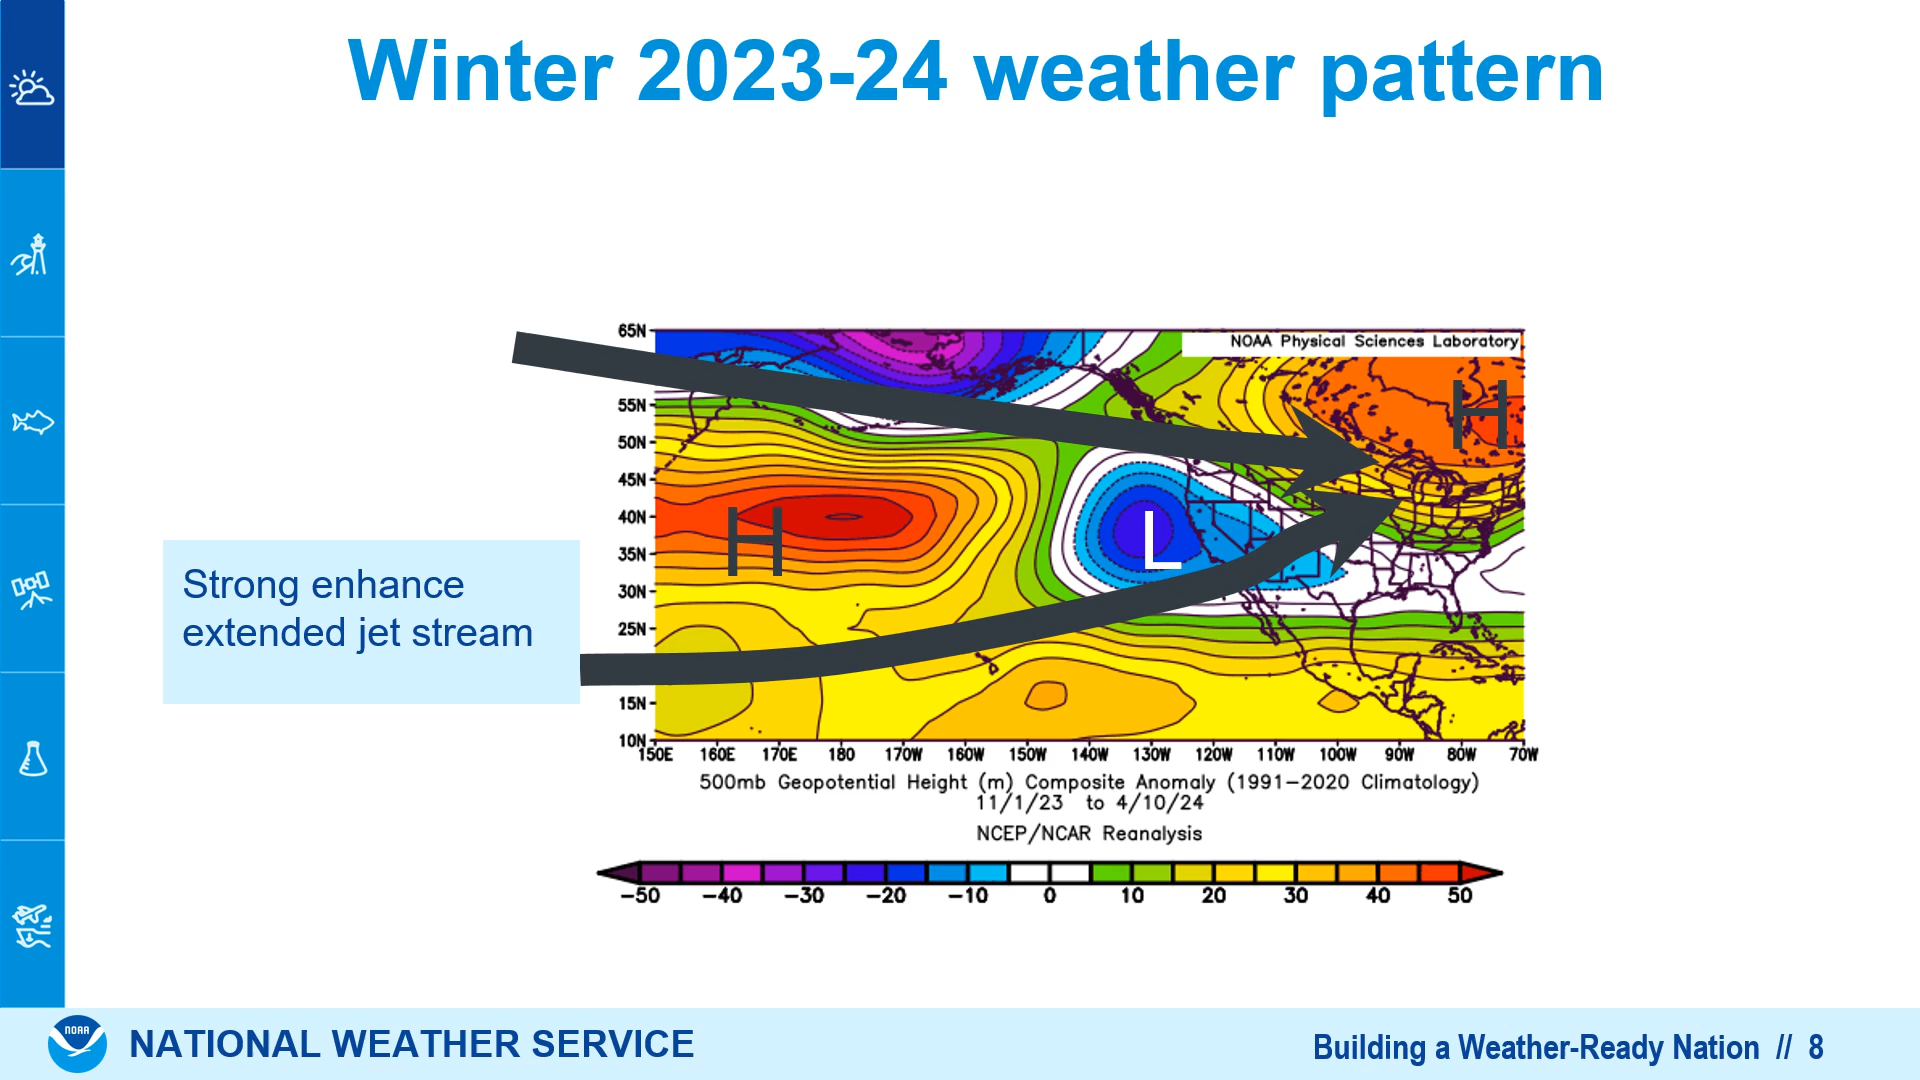 Winter 2023-24 weather pattern
NOAA Physical Sciences Laboratory
65N
55N
50N
45N
40N
35N
30N
25N
15N
10N
H
H
L
Strong enhance
extended jet stream
150E 160E 170E 180 170W 160W 150W 140W 130W 120W 110W 100W 90W 80W 70W
500mb Geopotential Height (m) Composite Anomaly (1991-2020 Climatology)
11/1/23 to 4/10/24
NCEP/NCAR Reanalysis
-50 -40 -30 -20 -10 0 10 20 30 40 50
NOAA
NATIONAL WEATHER SERVICE
Building a Weather-Ready Nation // 8